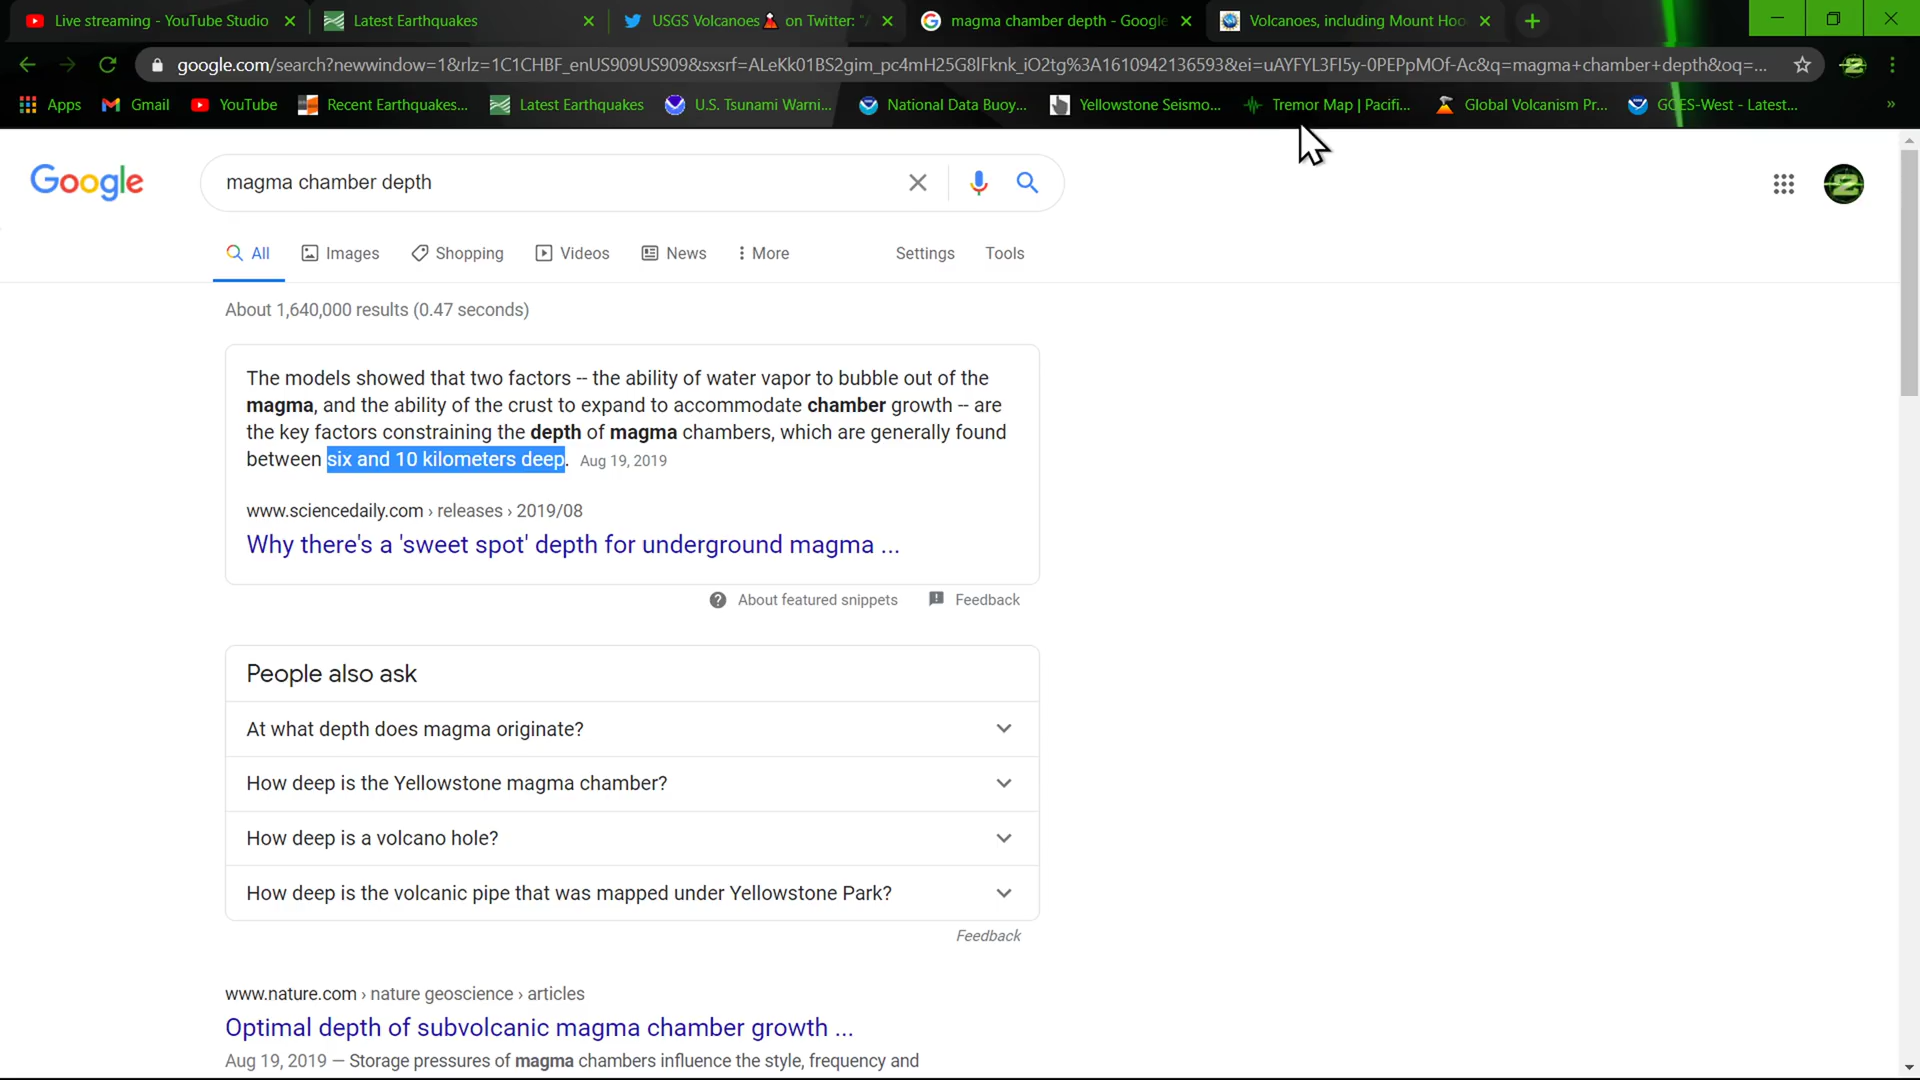 Live streaming - YouTube Studio
Latest Earthquakes
USGS Volcanoes🌋 on Twitter: "
magma chamber depth - Google
Volcanoes, including Mount Hoo
google.com/search?newwindow=1&rlz=1C1CHBF_enUS909US909&sxsrf=ALeKk01BS2gim_pc4mH25G8lFknk_iO2tg%3A1610942136593&ei=uAYFYL3FI5y-0PEPpMOf-Ac&q=magma+chamber+depth&oq=...
Apps
Gmail
YouTube
Recent Earthquakes...
Latest Earthquakes
U.S. Tsunami Warni...
National Data Buoy...
Yellowstone Seismo...
Tremor Map | Pacifi...
Global Volcanism Pr...
GOES-West - Latest...
»
Google
magma chamber depth
All
Images
Shopping
Videos
News
More
Settings
Tools
About 1,640,000 results (0.47 seconds)
The models showed that two factors -- the ability of water vapor to bubble out of the
magma, and the ability of the crust to expand to accommodate chamber growth -- are
the key factors constraining the depth of magma chambers, which are generally found
between six and 10 kilometers deep. Aug 19, 2019
www.sciencedaily.com › releases › 2019/08
Why there's a 'sweet spot' depth for underground magma ...
About featured snippets
Feedback
People also ask
At what depth does magma originate?
How deep is the Yellowstone magma chamber?
How deep is a volcano hole?
How deep is the volcanic pipe that was mapped under Yellowstone Park?
Feedback
www.nature.com › nature geoscience › articles
Optimal depth of subvolcanic magma chamber growth ...
Aug 19, 2019 — Storage pressures of magma chambers influence the style, frequency and